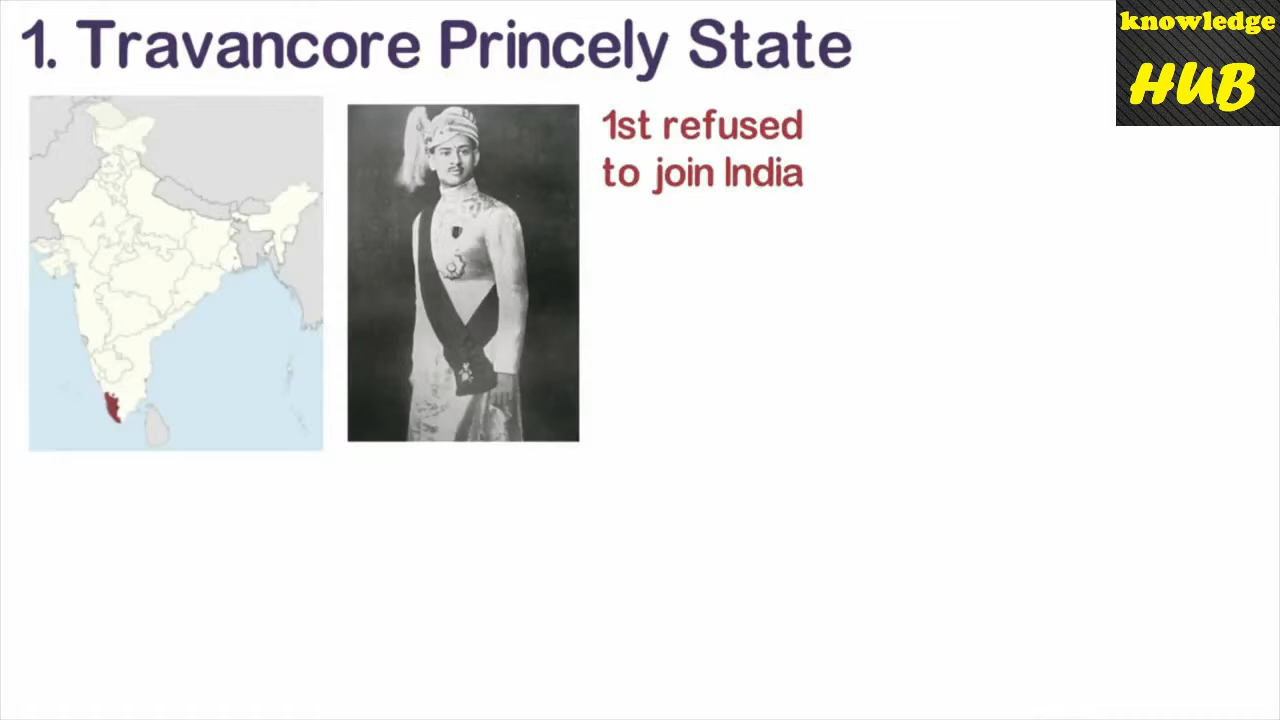 1. Travancore Princely State
knowledge
HUB
1st refused
to join India